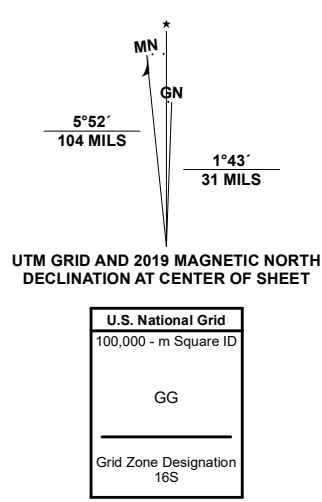 MN
GN
5°52´
104 MILS
1°43´
31 MILS
UTM GRID AND 2019 MAGNETIC NORTH
DECLINATION AT CENTER OF SHEET
U.S. National Grid
100,000 - m Square ID
GG
Grid Zone Designation
16S